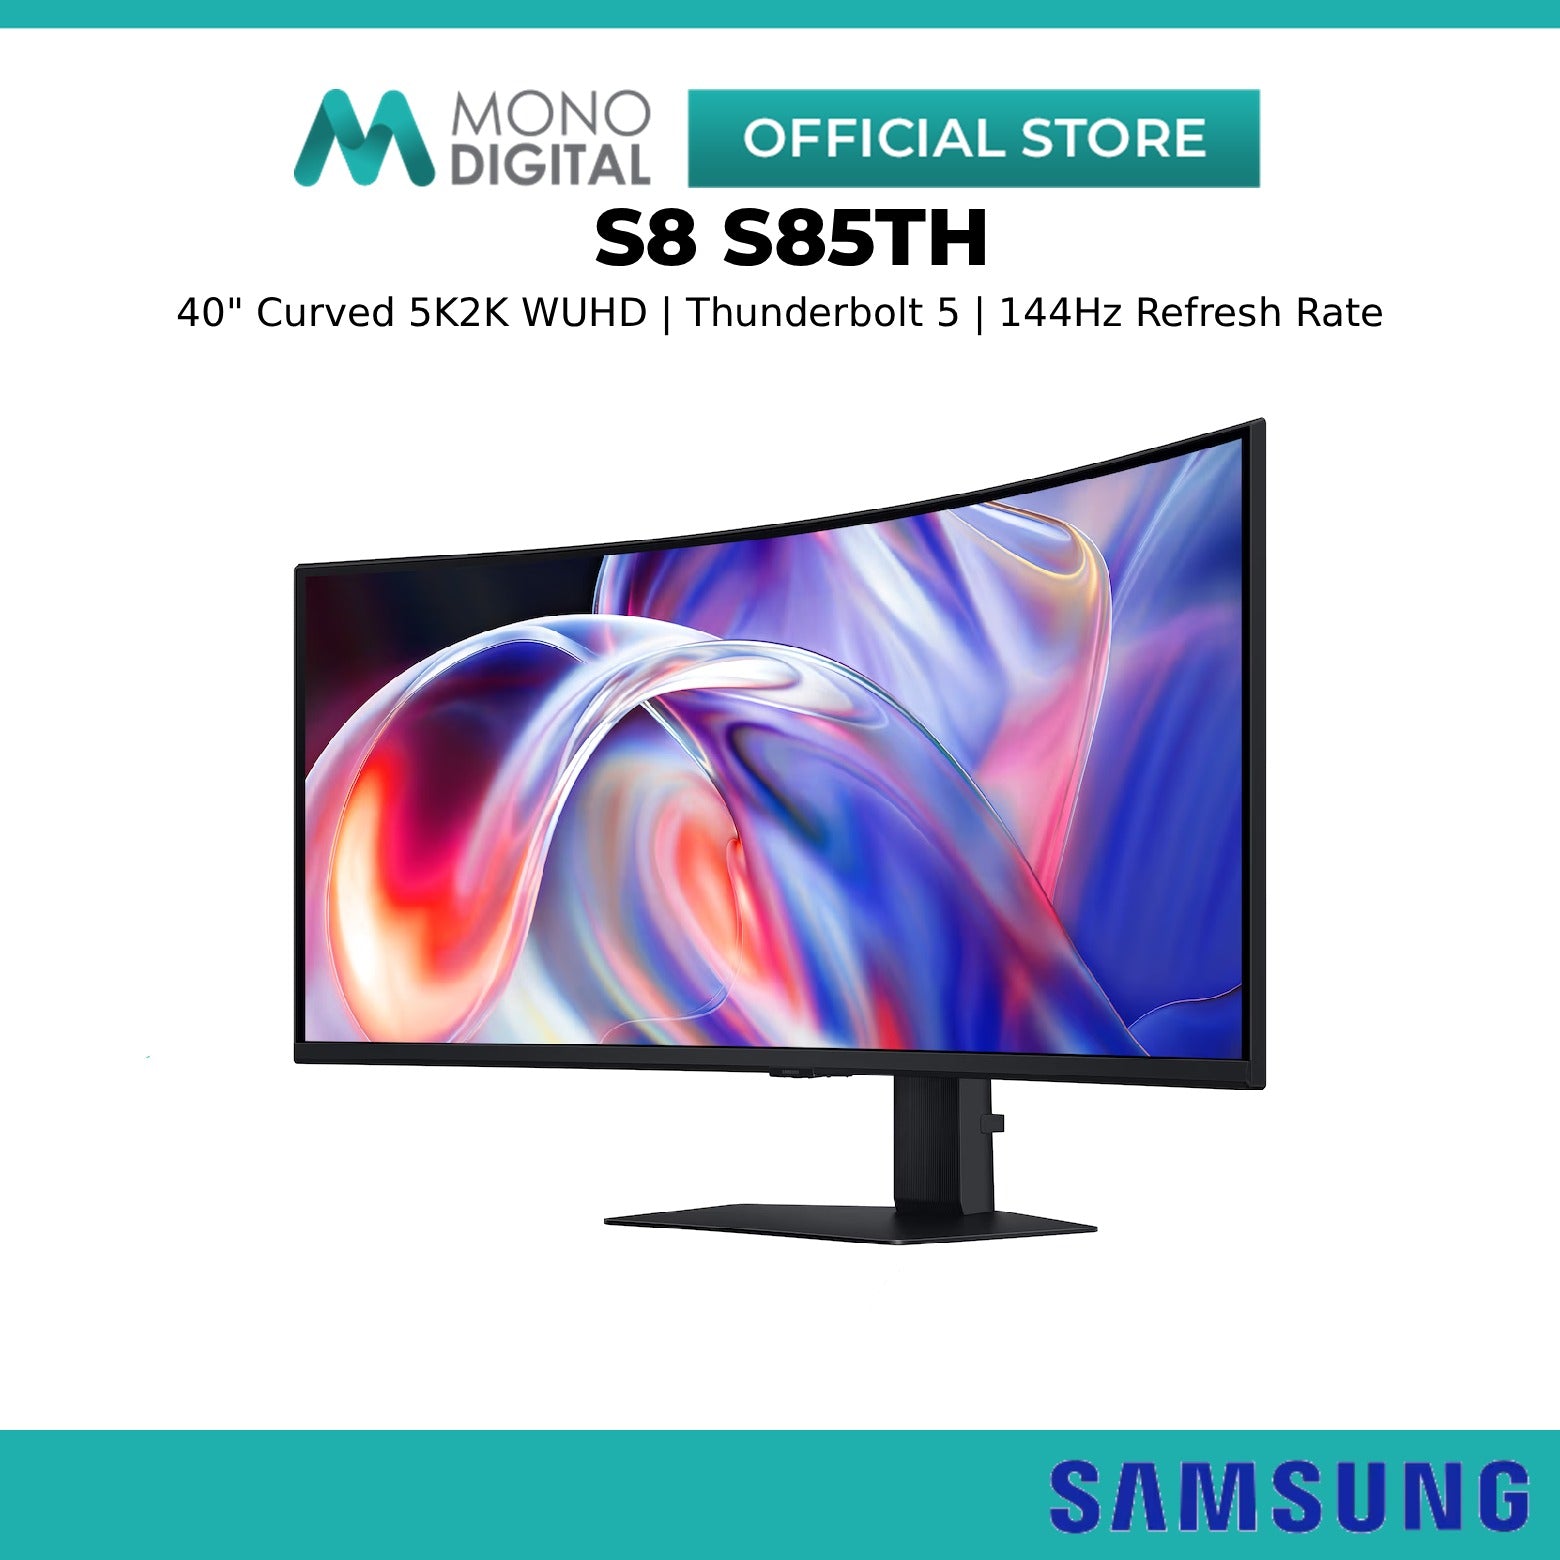 MONO
DIGITAL
OFFICIAL STORE
S8 S85TH
40" Curved 5K2K WUHD | Thunderbolt 5 | 144Hz Refresh Rate
SAMSUNG